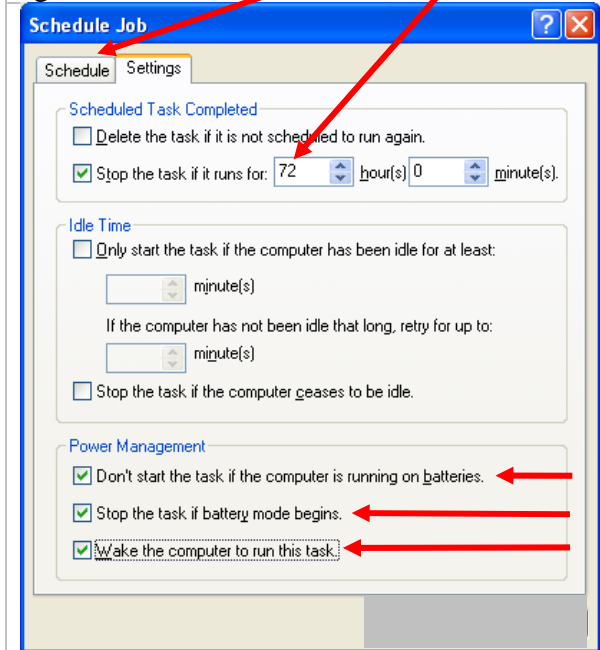 Schedule Job
Schedule Settings
Scheduled Task Completed
Delete the task if it is not scheduled to run again.
Stop the task if it runs for: 72 hour(s) 0 minute(s).
Idle Time
Only start the task if the computer has been idle for at least:
minute(s)
If the computer has not been idle that long, retry for up to:
minute(s)
Stop the task if the computer ceases to be idle.
Power Management
Don't start the task if the computer is running on batteries.
Stop the task if battery mode begins.
Wake the computer to run this task.